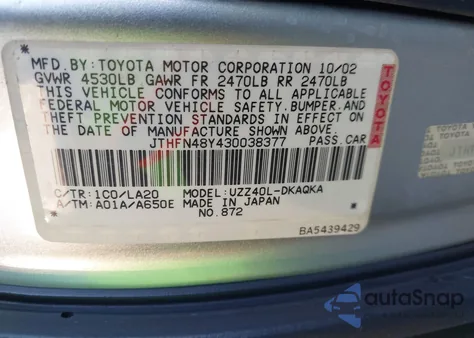 MFD.BY:TOYOTA MOTOR CORPORATION 10/02
GVWR 4530LB GAWR FR 2470LB RR 2470LB
THIS VEHICLE CONFORMS TO ALL APPLICABLE
FEDERAL MOTOR VEHICLE SAFETY,BUMPER,AND
THEFT PREVENTION STANDARDS IN EFFECT ON
THE DATE OF MANUFACTURE SHOWN ABOVE.
JTHFN48Y430038377 PASS.CAR
C/TR:1C0/LA20 MODEL:UZZ40L-DKAQKA
A/TM:A01A/A650E MADE IN JAPAN
NO.872
BA5439429
TOYOTA
autoSnap